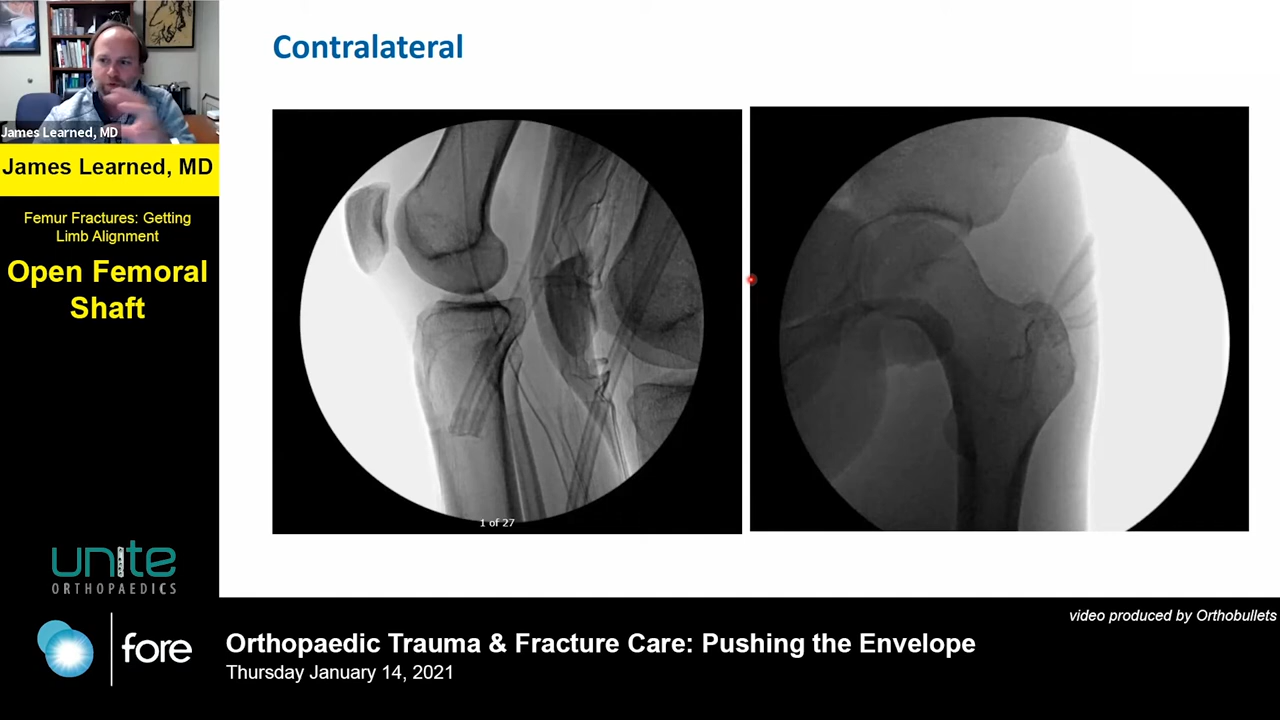 Contralateral
James Learned, MD
James Learned, MD
Femur Fractures: Getting
Limb Alignment
Open Femoral
Shaft
1 of 27
unite
ORTHOPAEDICS
fore
video produced by Orthobullets
Orthopaedic Trauma & Fracture Care: Pushing the Envelope
Thursday January 14, 2021